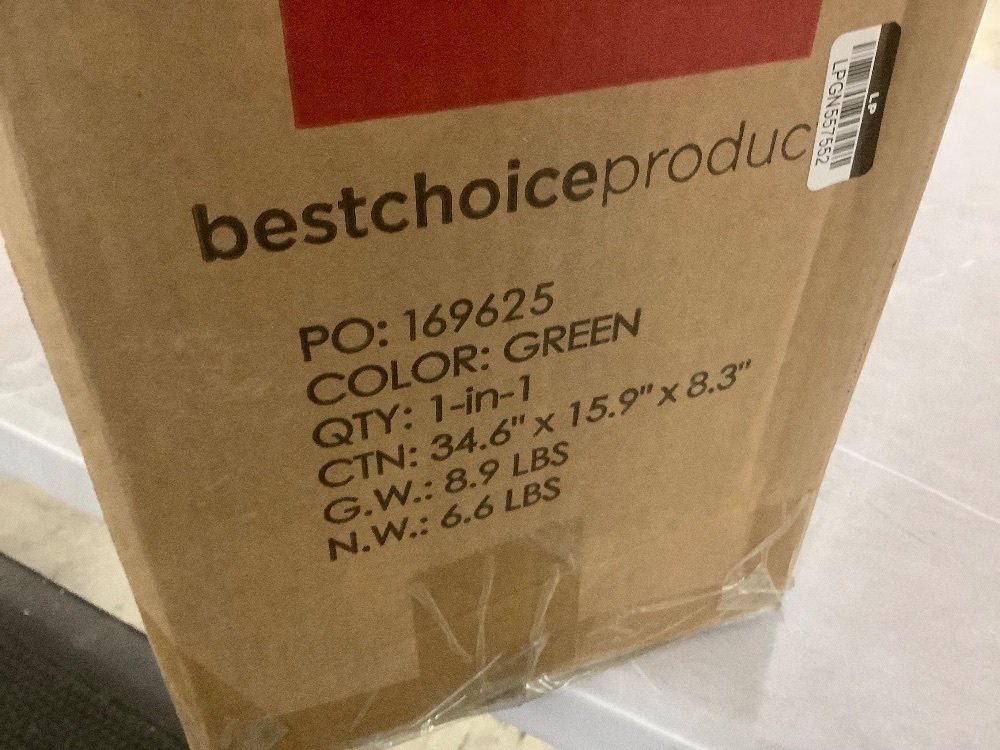 bestchoiceproduc
PO: 169625
COLOR: GREEN
QTY: 1-in-1
CTN: 34.6" x 15.9" x 8.3"
G.W.: 8.9 LBS
N.W.: 6.6 LBS
LP
LPGN557552